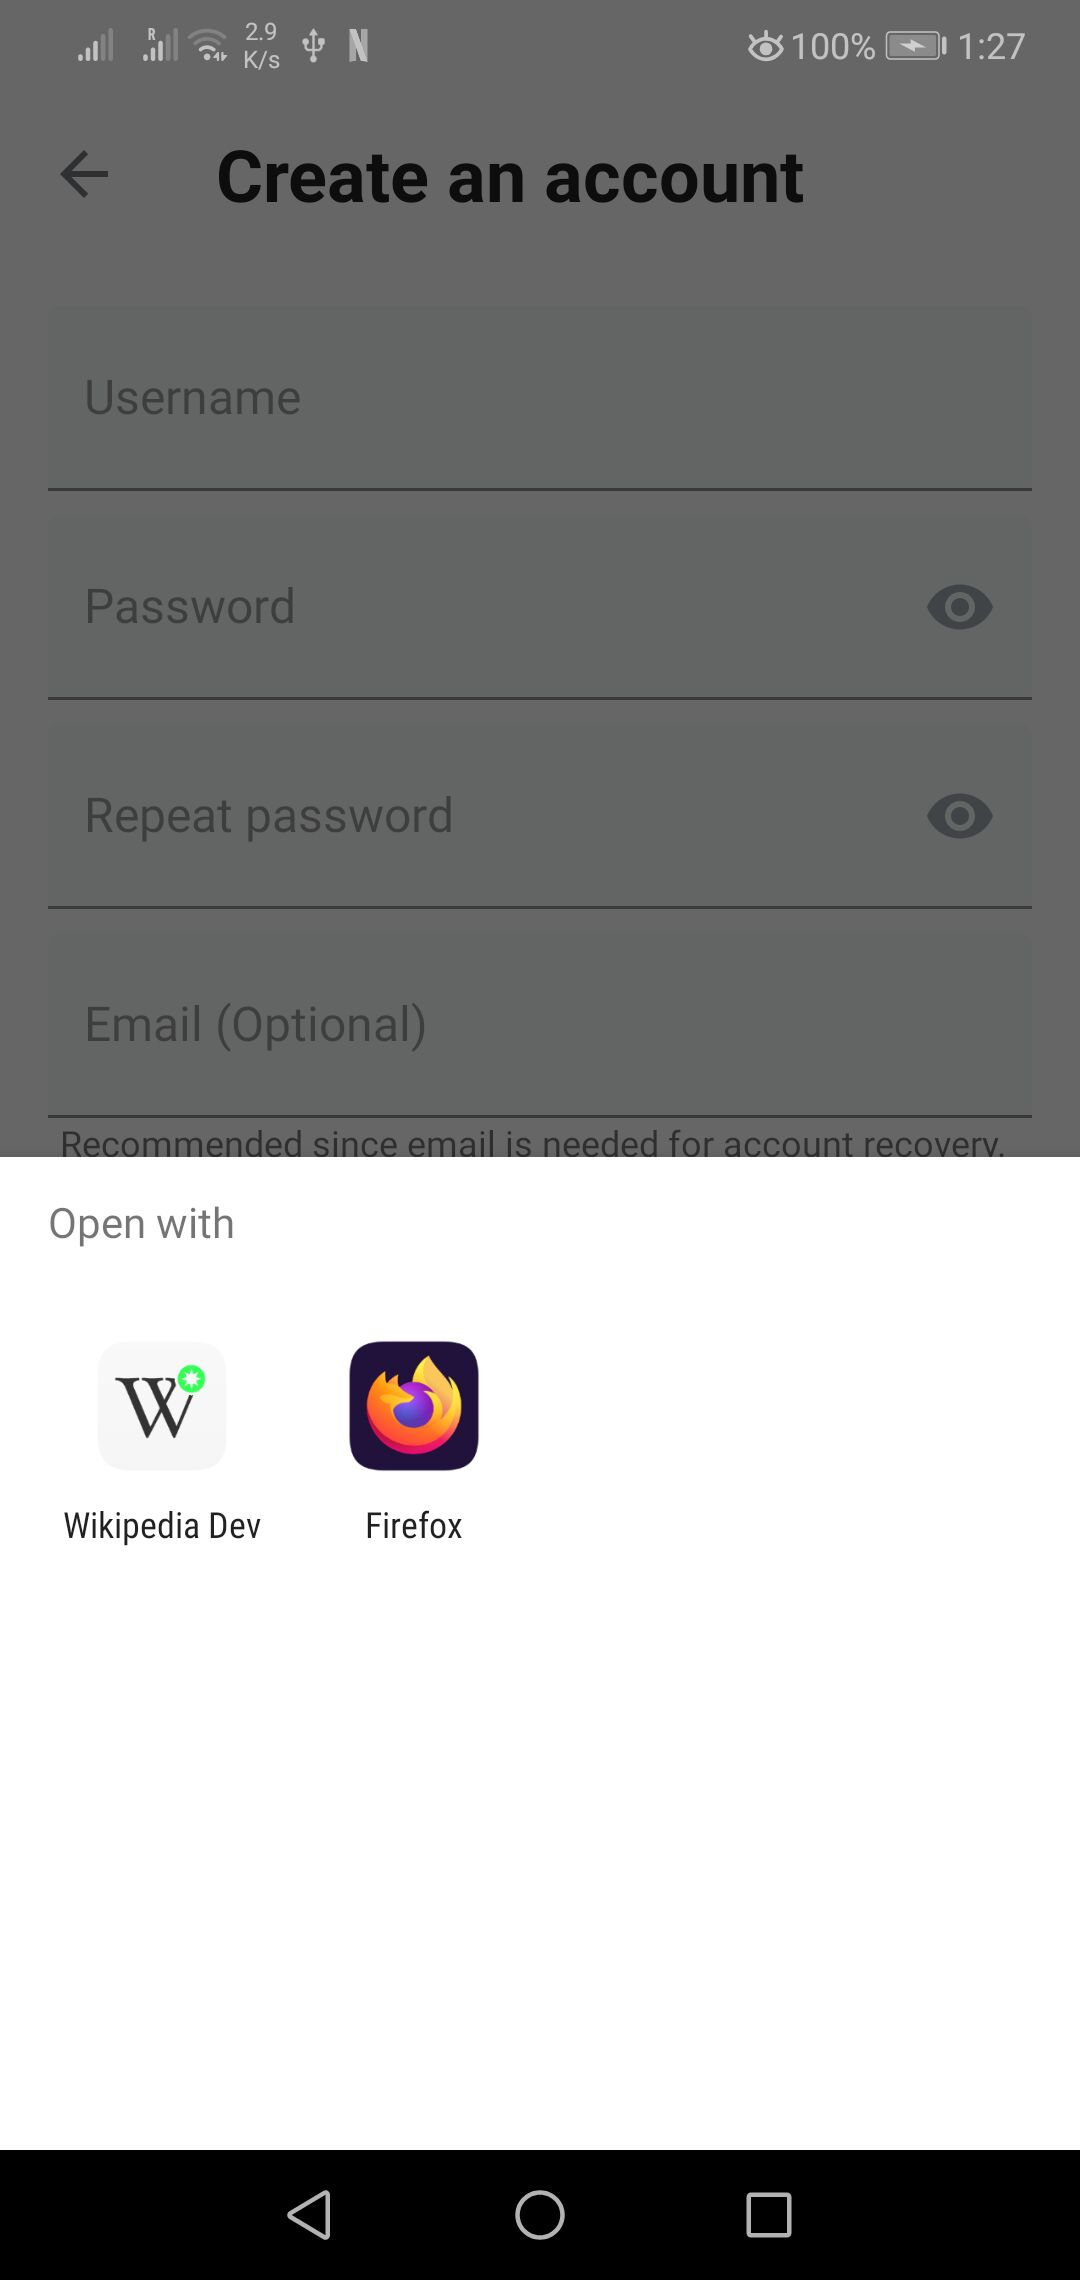 R 2.9 K/s 100% 1:27
Create an account
Username
Password
Repeat password
Email (Optional)
Recommended since email is needed for account recovery.
Open with
W
Wikipedia Dev Firefox